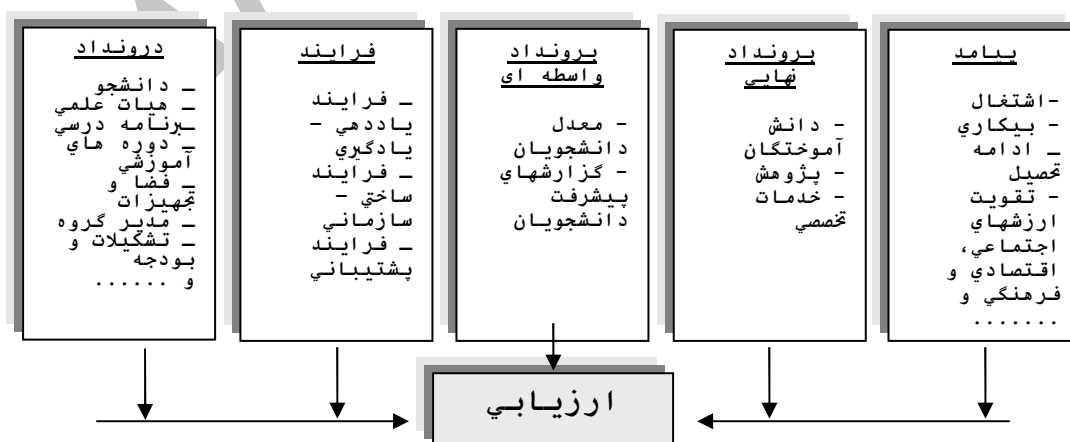 درونداد
ـ دانشجو
ـ هيات علمي
ـبرنامه درسي
ـ دوره هاي
آموزشي
ـ فضا و
تجهيزات
ـ مدير گروه
ـ تشكيلات و
بودجه
و ......
فرايند
ـ فرايند
ياددهي -
يادگيري
ـ فرايند
ساختي -
سازماني
ـ فرايند
پشتيباني
برونداد
واسطه اي
- معدل
دانشجويان
- گزارشهاي
پيشرفت
دانشجويان
برونداد
نهايي
- دانش
آموختگان
- پژوهش
- خدمات
تخصصي
پيامد
-اشتغال
- بيكاري
ـ ادامه
تحصيل
- تقويت
ارزشهاي
اجتماعي،
اقتصادي و
فرهنگي و
.......
ارزيـابـي